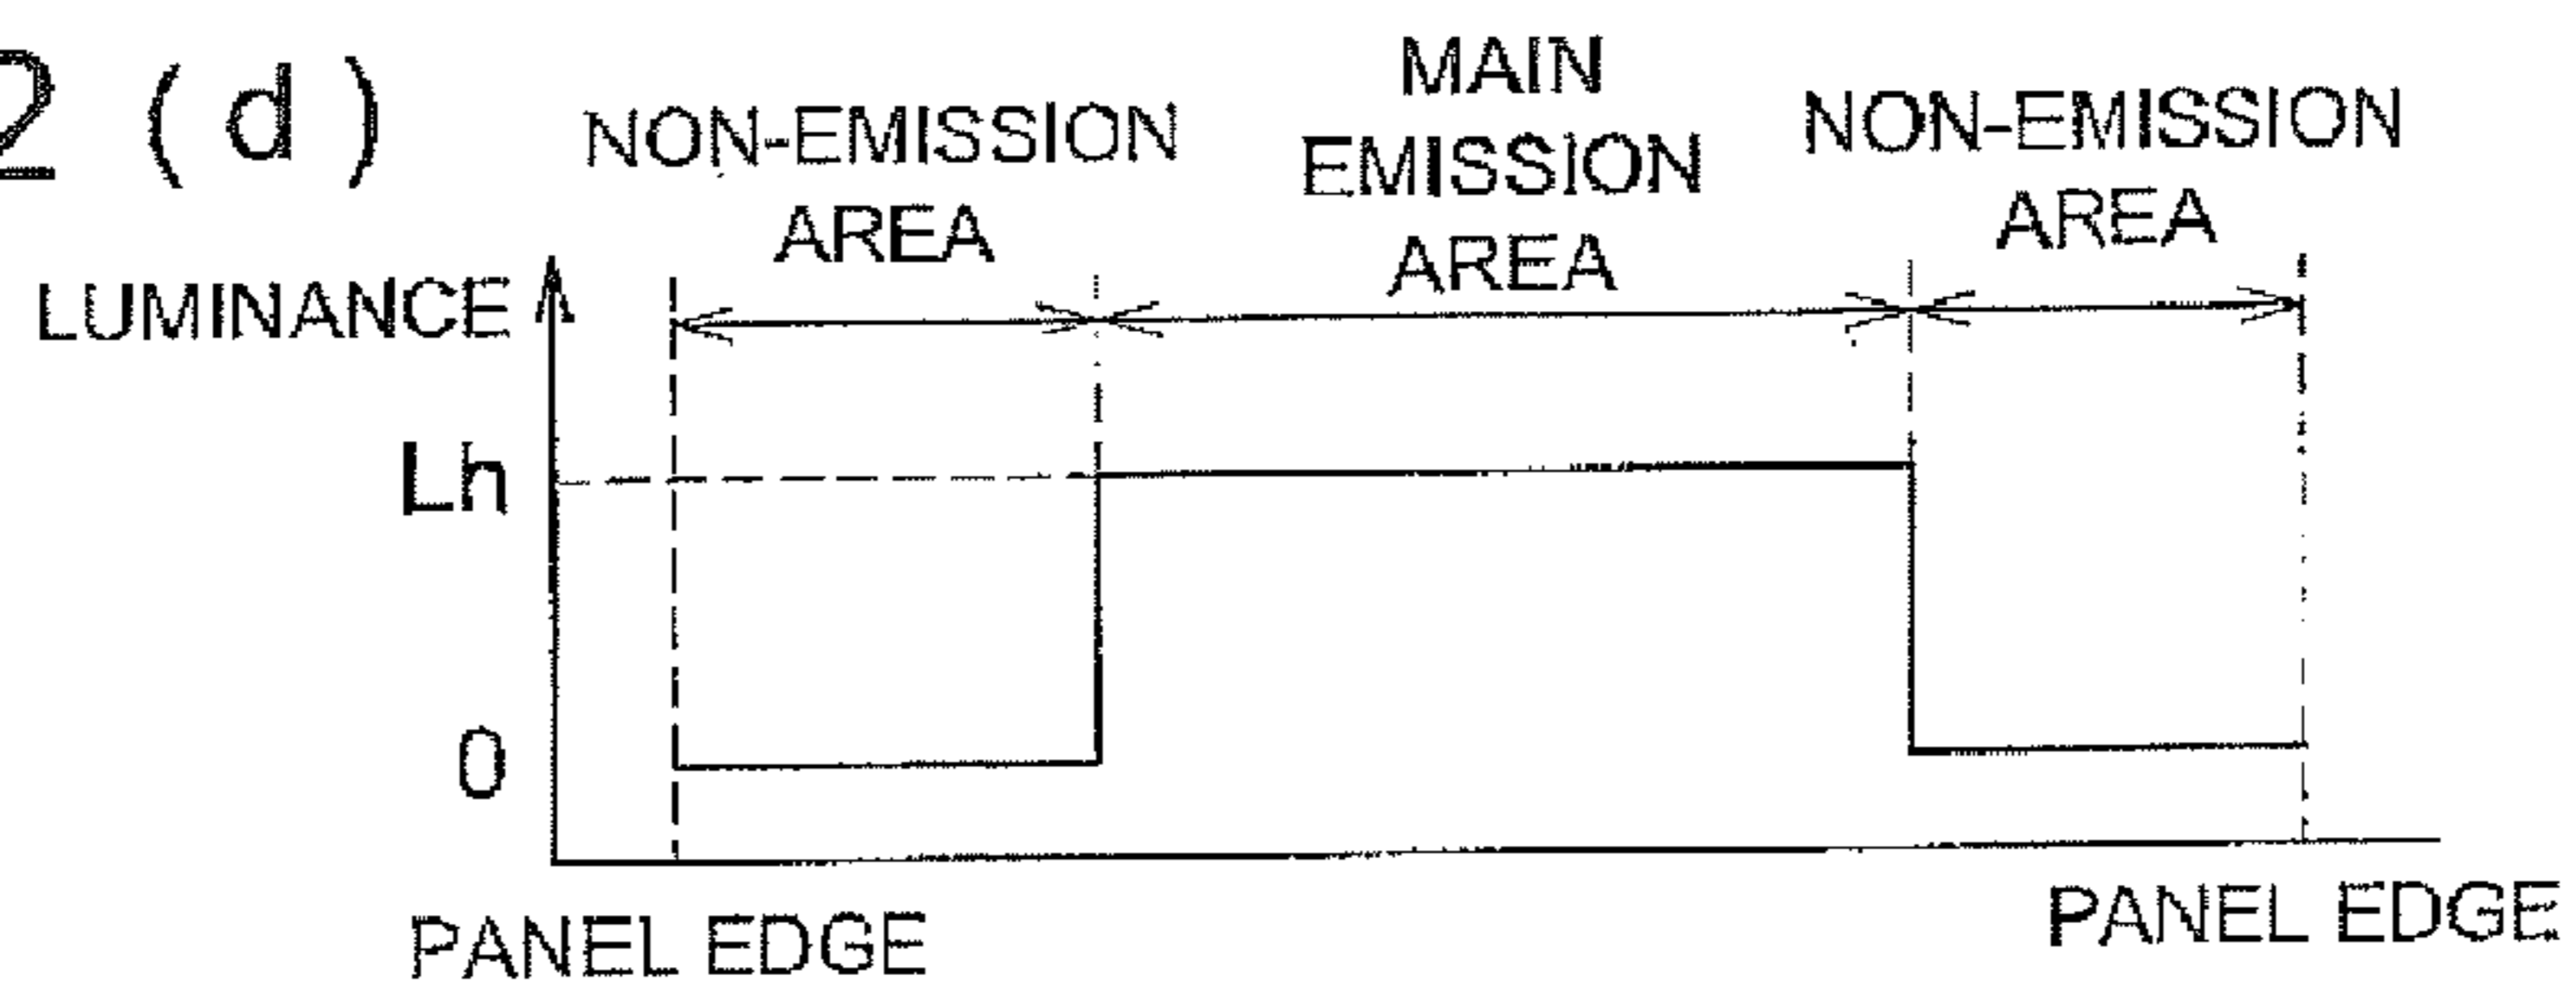 2 (d)
NON-EMISSION
AREA
MAIN
EMISSION
AREA
NON-EMISSION
AREA
LUMINANCE
Lh
0
PANEL EDGE
PANEL EDGE